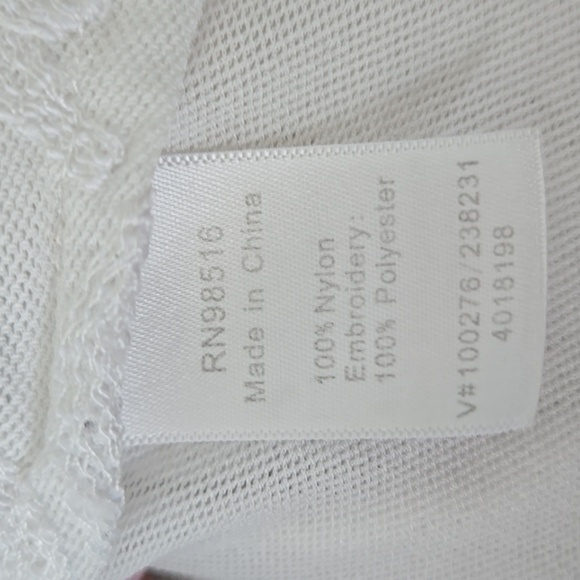 RN98516
Made in China
100% Nylon
Embroidery:
100% Polyester
V#100276/238231
4018198